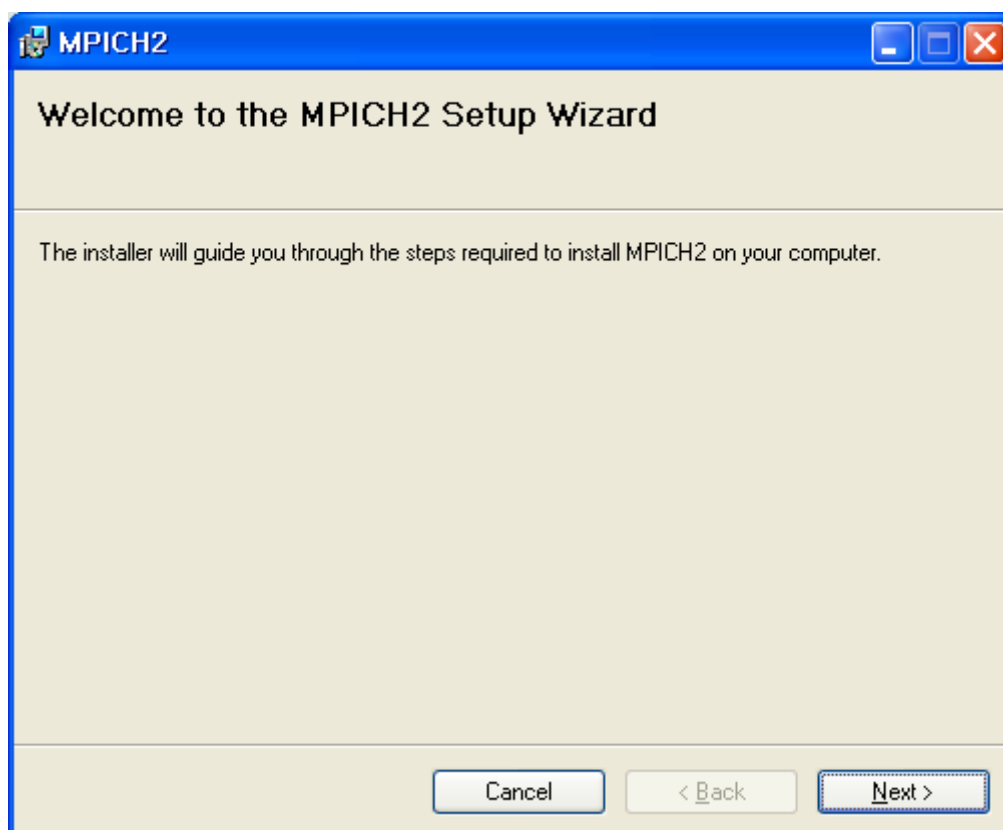 MPICH2
Welcome to the MPICH2 Setup Wizard
The installer will guide you through the steps required to install MPICH2 on your computer.
Cancel
< Back
Next >